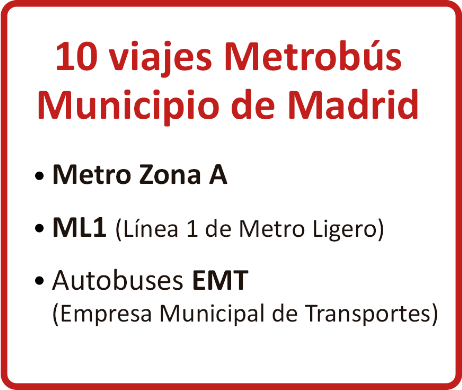 10 viajes Metrobús
Municipio de Madrid
• Metro Zona A
• ML1 (Línea 1 de Metro Ligero)
• Autobuses EMT
(Empresa Municipal de Transportes)